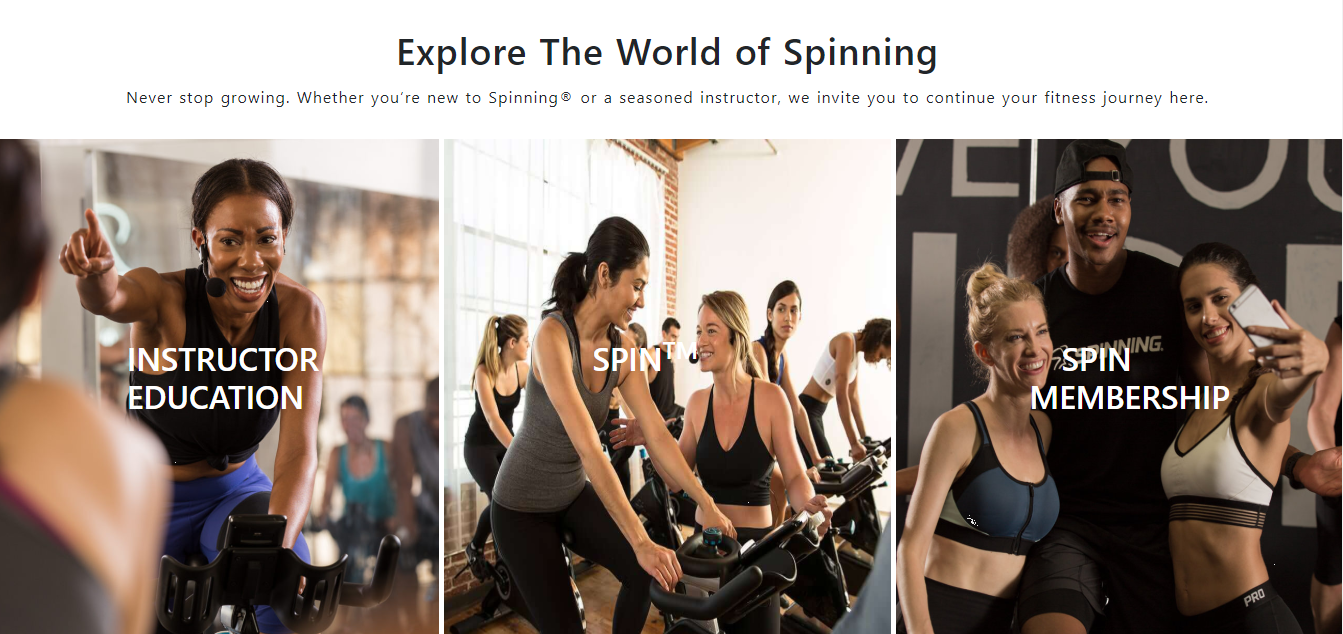 Explore The World of Spinning
Never stop growing. Whether you’re new to Spinning® or a seasoned instructor, we invite you to continue your fitness journey here.
INSTRUCTOR
EDUCATION
SPIN™
SPIN
MEMBERSHIP
SPINNING.
PRO